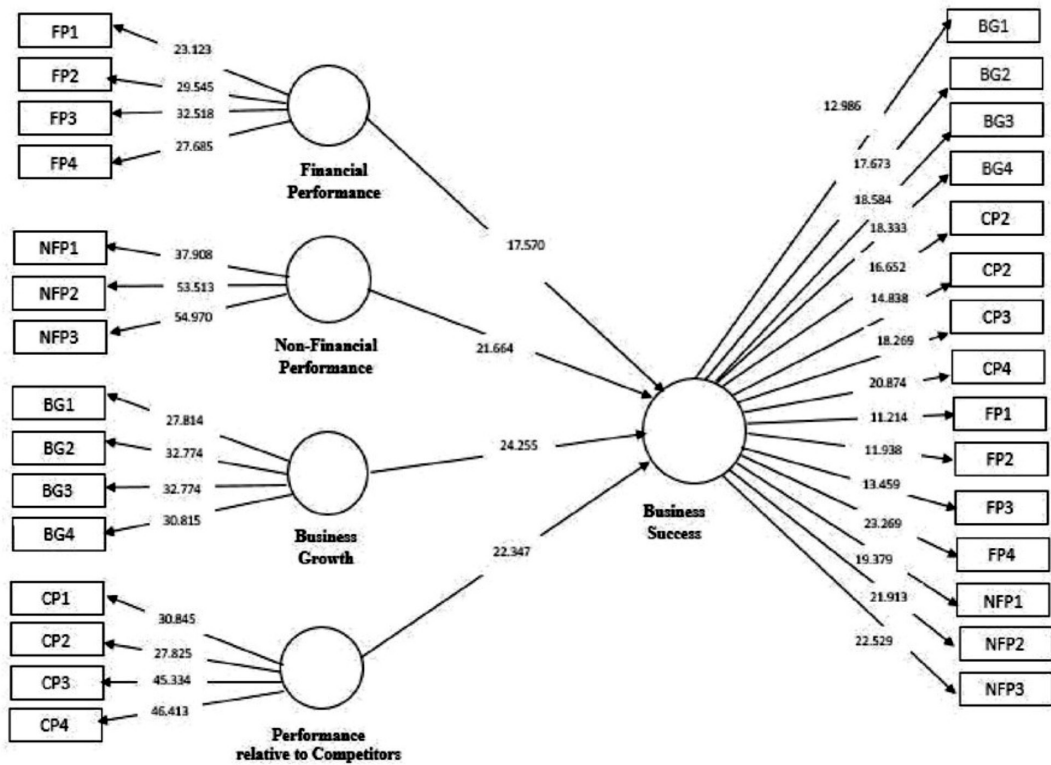 FP1
23.123
FP2
29.545
FP3
32.518
FP4
27.685
Financial
Performance
17.570
NFP1
37.908
NFP2
53.513
NFP3
54.970
Non-Financial
Performance
21.664
BG1
27.814
BG2
32.774
BG3
32.774
BG4
30.815
Business
Growth
24.255
CP1
30.845
CP2
27.825
CP3
45.334
CP4
46.413
Performance
relative to Competitors
22.347
Business
Success
12.986
BG1
17.673
BG2
18.584
BG3
18.333
BG4
16.652
CP2
14.838
CP2
18.269
CP3
20.874
CP4
11.214
FP1
11.938
FP2
13.459
FP3
23.269
FP4
19.379
NFP1
21.913
NFP2
22.529
NFP3